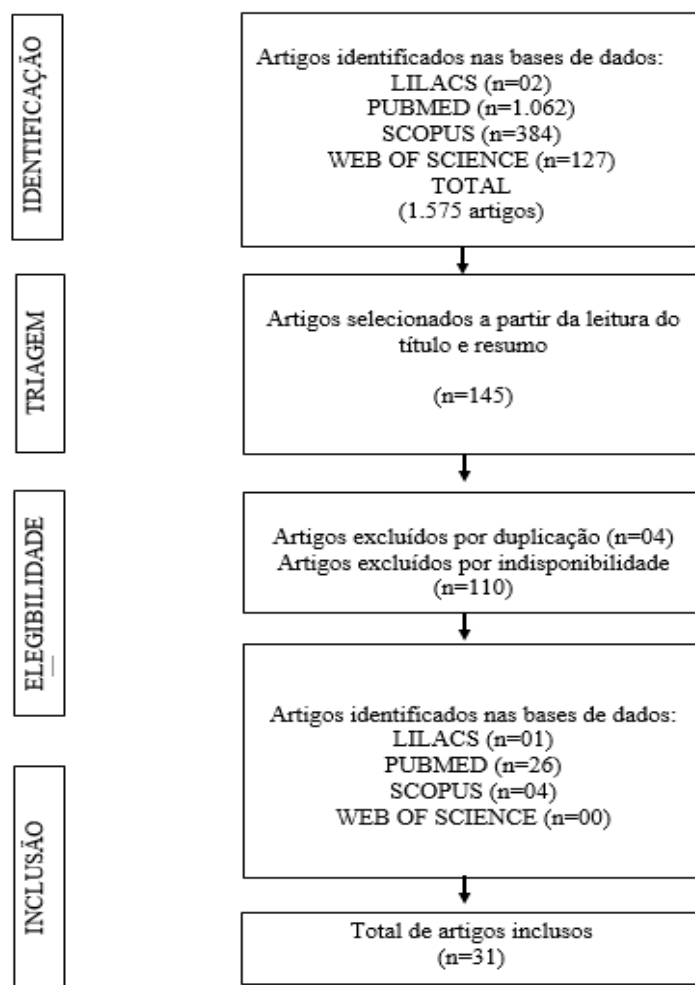 IDENTIFICAÇÃO
Artigos identificados nas bases de dados:
LILACS (n=02)
PUBMED (n=1.062)
SCOPUS (n=384)
WEB OF SCIENCE (n=127)
TOTAL
(1.575 artigos)
TRIAGEM
Artigos selecionados a partir da leitura do
título e resumo
(n=145)
ELEGIBILIDADE
Artigos excluídos por duplicação (n=04)
Artigos excluídos por indisponibilidade
(n=110)
Artigos identificados nas bases de dados:
LILACS (n=01)
PUBMED (n=26)
SCOPUS (n=04)
WEB OF SCIENCE (n=00)
INCLUSÃO
Total de artigos inclusos
(n=31)